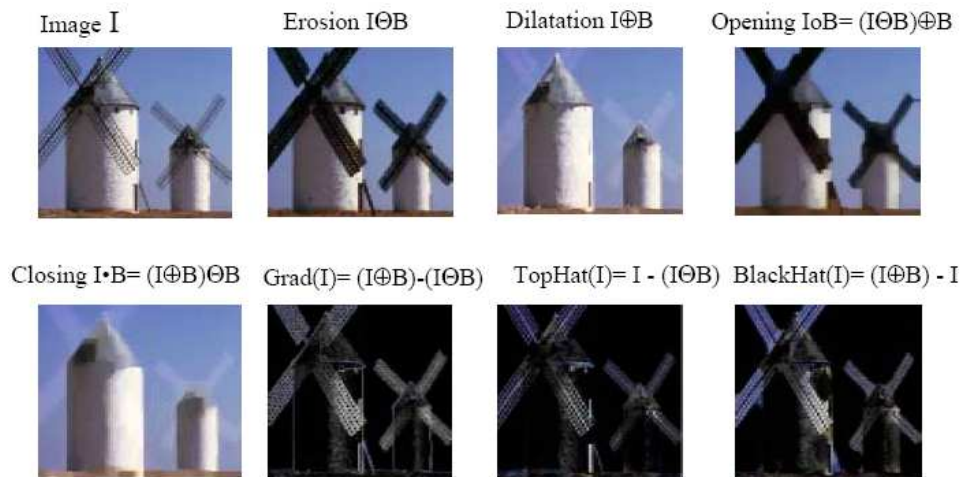 Image I
Erosion IΘB
Dilatation I⊕B
Opening IoB= (IΘB)⊕B
Closing I•B= (I⊕B)ΘB
Grad(I)= (I⊕B)-(IΘB)
TopHat(I)= I - (IΘB)
BlackHat(I)= (I⊕B) - I